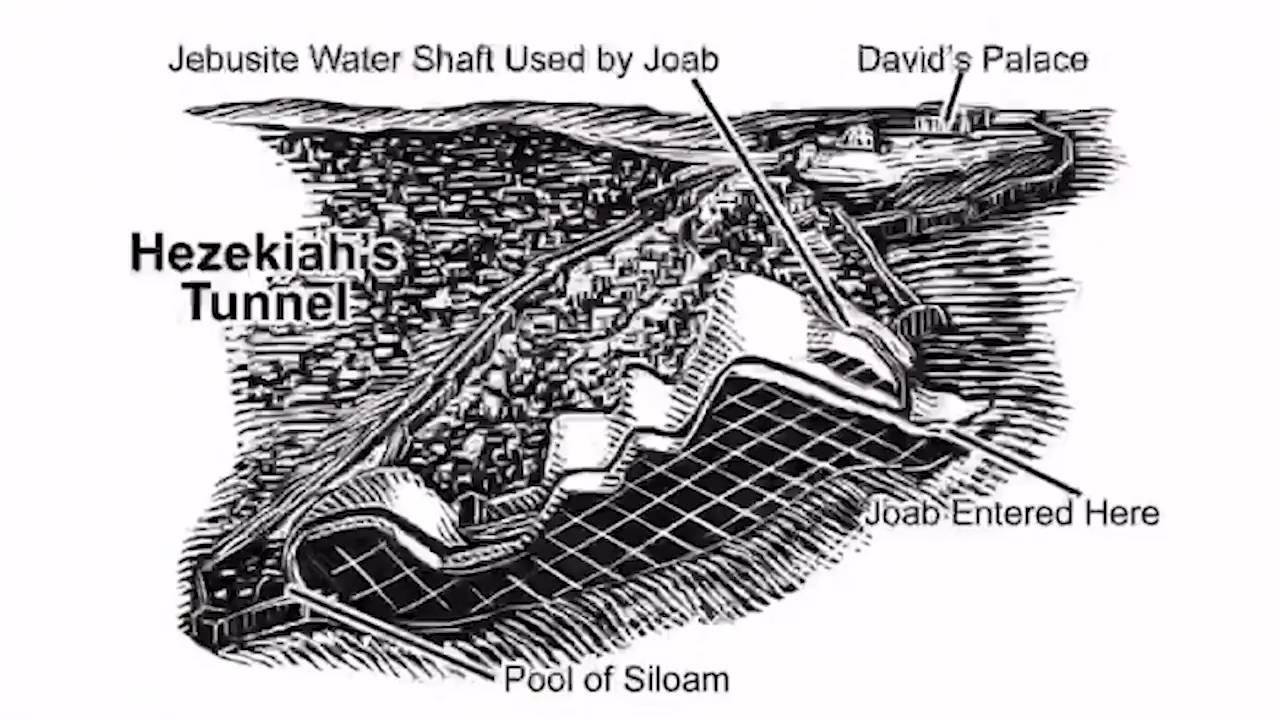 Jebusite Water Shaft Used by Joab
David's Palace
Hezekiah's
Tunnel
Joab Entered Here
Pool of Siloam